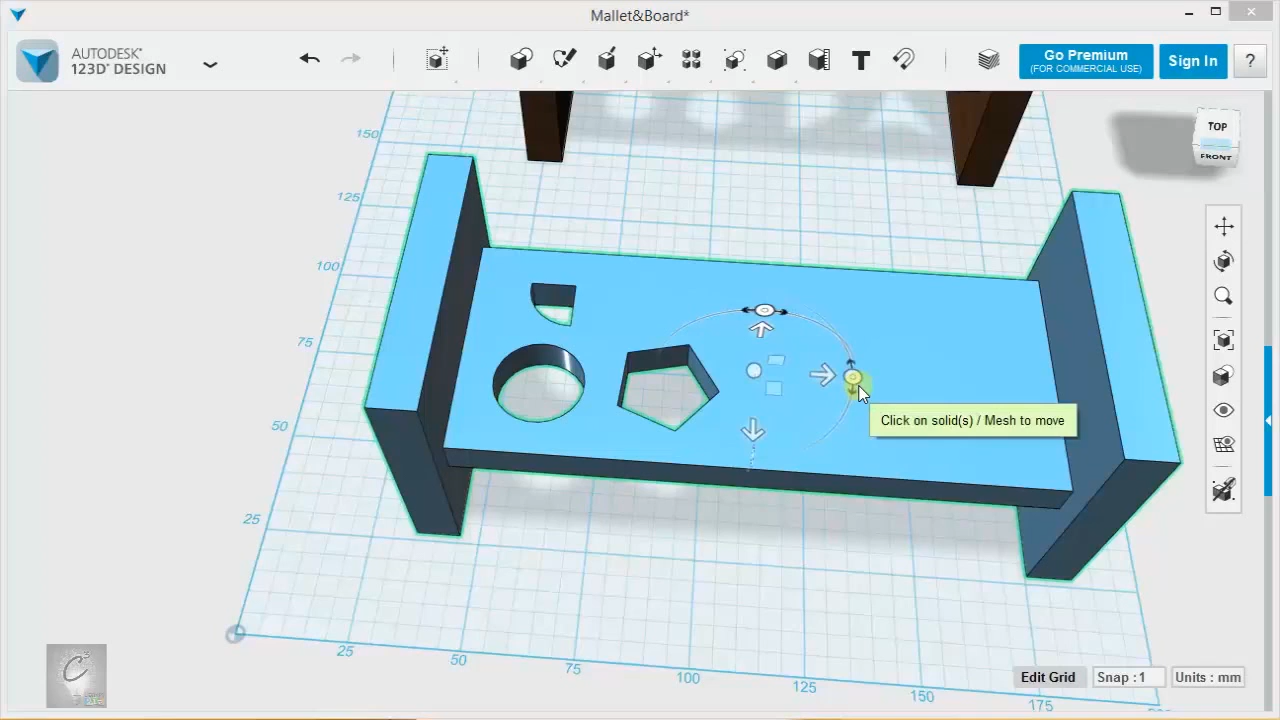 Mallet&Board*
AUTODESK®
123D® DESIGN
Go Premium
(FOR COMMERCIAL USE)
Sign In
?
TOP
FRONT
150
125
100
75
50
25
Click on solid(s) / Mesh to move
25
50
75
100
125
150
175
Edit Grid
Snap : 1
Units : mm